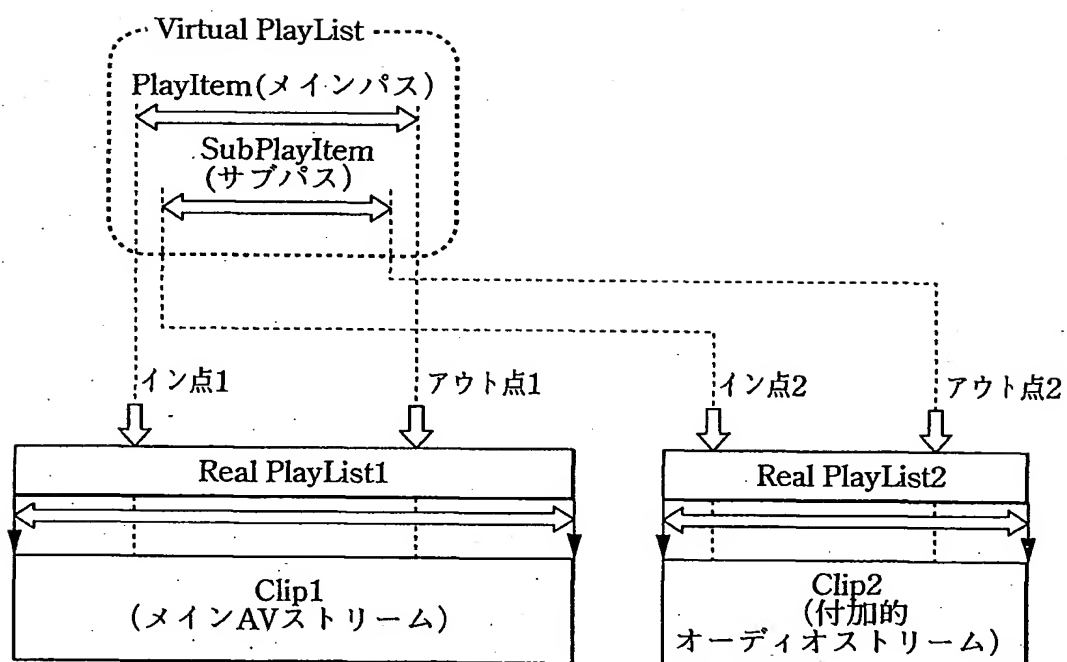 Virtual PlayList
PlayItem(メインパス)
SubPlayItem
(サブパス)
イン点1
アウト点1
イン点2
アウト点2
Real PlayList1
Real PlayList2
Clip1
(メインAVストリーム)
Clip2
(付加的
オーディオストリーム)